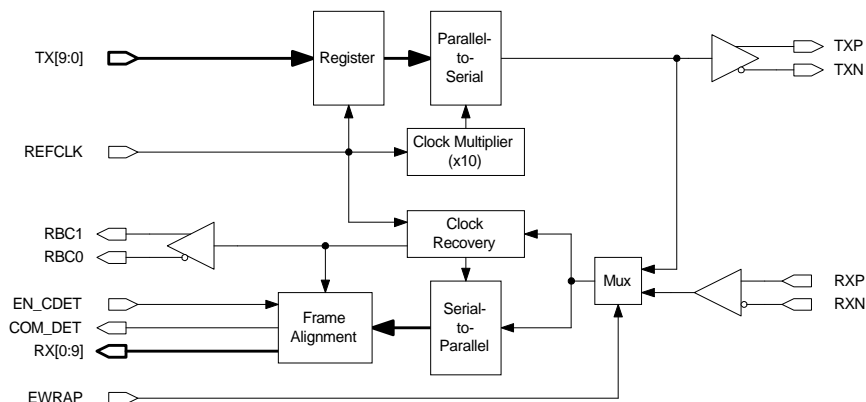 TX[9:0]
Register
Parallel-
to-
Serial
TXP
TXN
REFCLK
Clock Multiplier
(x10)
RBC1
RBC0
Clock
Recovery
Mux
RXP
RXN
EN_CDET
COM_DET
RX[0:9]
Frame
Alignment
Serial-
to-
Parallel
EWRAP